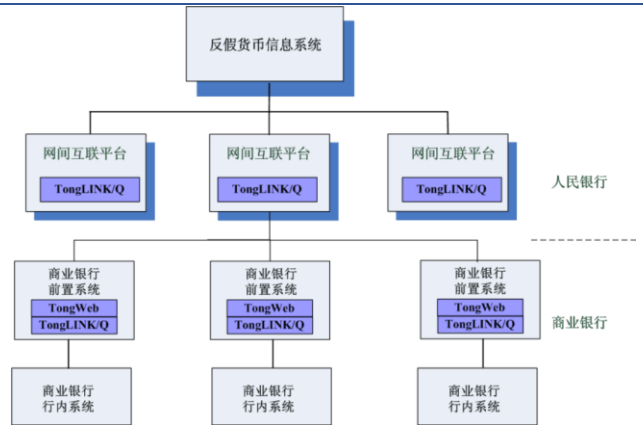 反假货币信息系统
网间互联平台
网间互联平台
网间互联平台
TongLINK/Q
TongLINK/Q
TongLINK/Q
人民银行
商业银行
前置系统
TongWeb
TongLINK/Q
商业银行
前置系统
TongWeb
TongLINK/Q
商业银行
前置系统
TongWeb
TongLINK/Q
商业银行
商业银行
行内系统
商业银行
行内系统
商业银行
行内系统